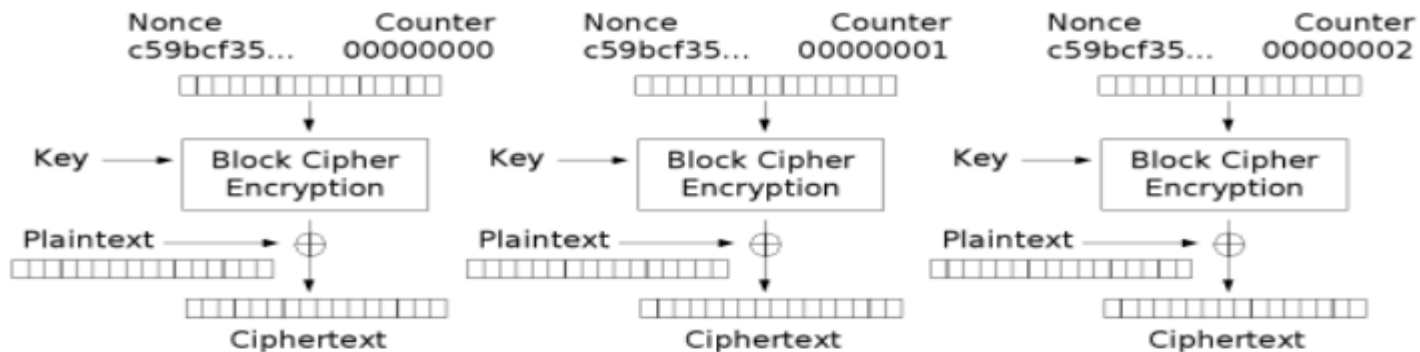 Nonce Counter Nonce Counter Nonce Counter
c59bcf35... 00000000 c59bcf35... 00000001 c59bcf35... 00000002
Key Block Cipher Encryption Key Block Cipher Encryption Key Block Cipher Encryption
Plaintext Plaintext Plaintext
Ciphertext Ciphertext Ciphertext